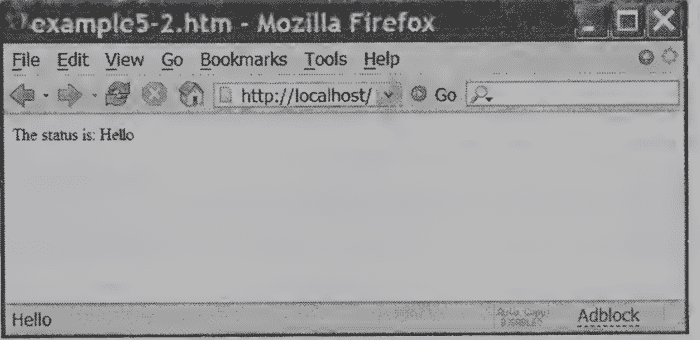 example5-2.htm - Mozilla Firefox
File Edit View Go Bookmarks Tools Help
http://localhost/ Go
The status is: Hello
Hello Adblock